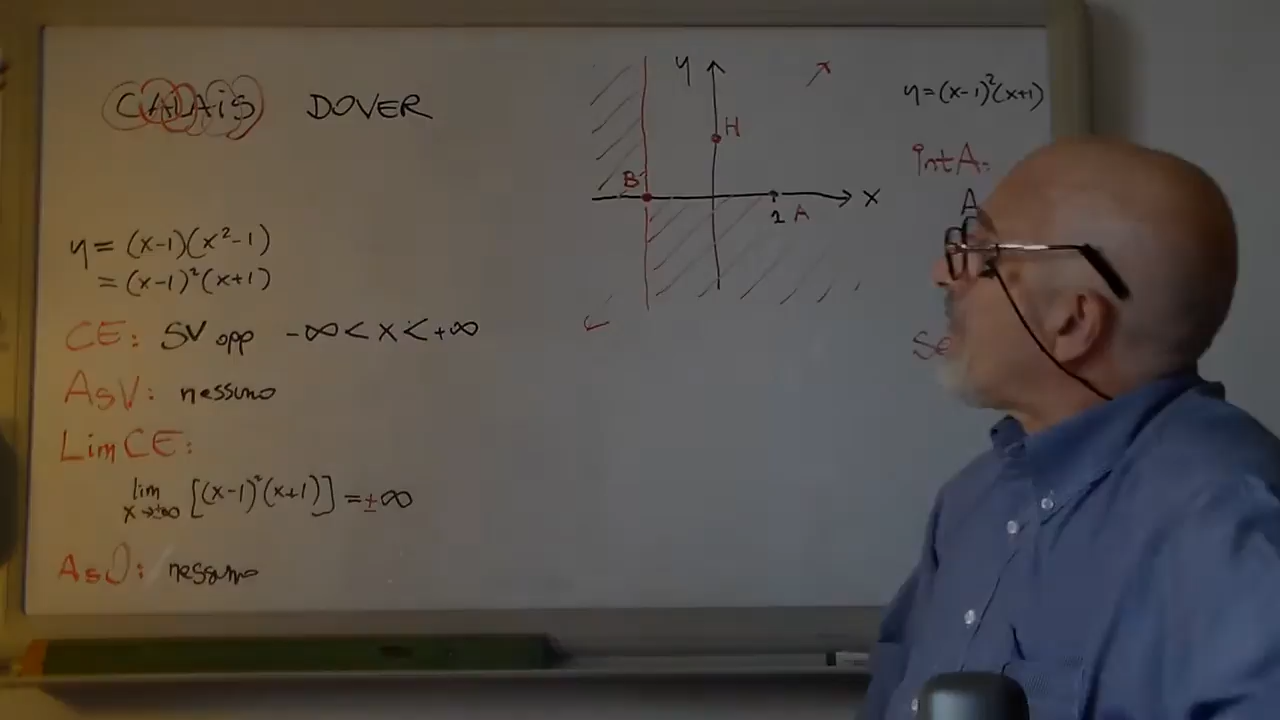 CALAiS DOVER
y = (x-1)(x²-1)
= (x-1)²(x+1)
CE: SV opp -∞ < x < +∞
AsV: nessuno
Lim CE:
lim x→±∞ [(x-1)²(x+1)] = ±∞
AsO: nessuno
y
H
B
1 A
x
y=(x-1)²(x+1)
intA:
A